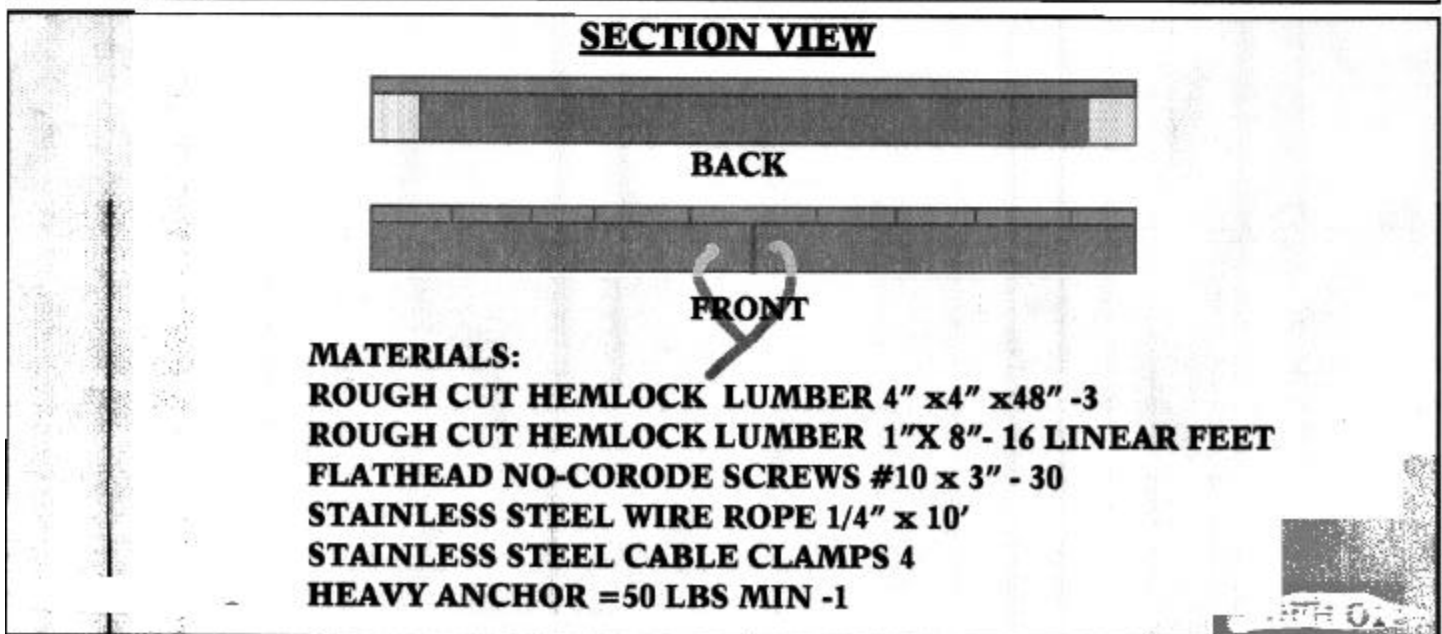 SECTION VIEW
BACK
FRONT
MATERIALS:
ROUGH CUT HEMLOCK LUMBER 4" x4" x48" -3
ROUGH CUT HEMLOCK LUMBER 1"X 8"- 16 LINEAR FEET
FLATHEAD NO-CORODE SCREWS #10 x 3" - 30
STAINLESS STEEL WIRE ROPE 1/4" x 10'
STAINLESS STEEL CABLE CLAMPS 4
HEAVY ANCHOR =50 LBS MIN -1